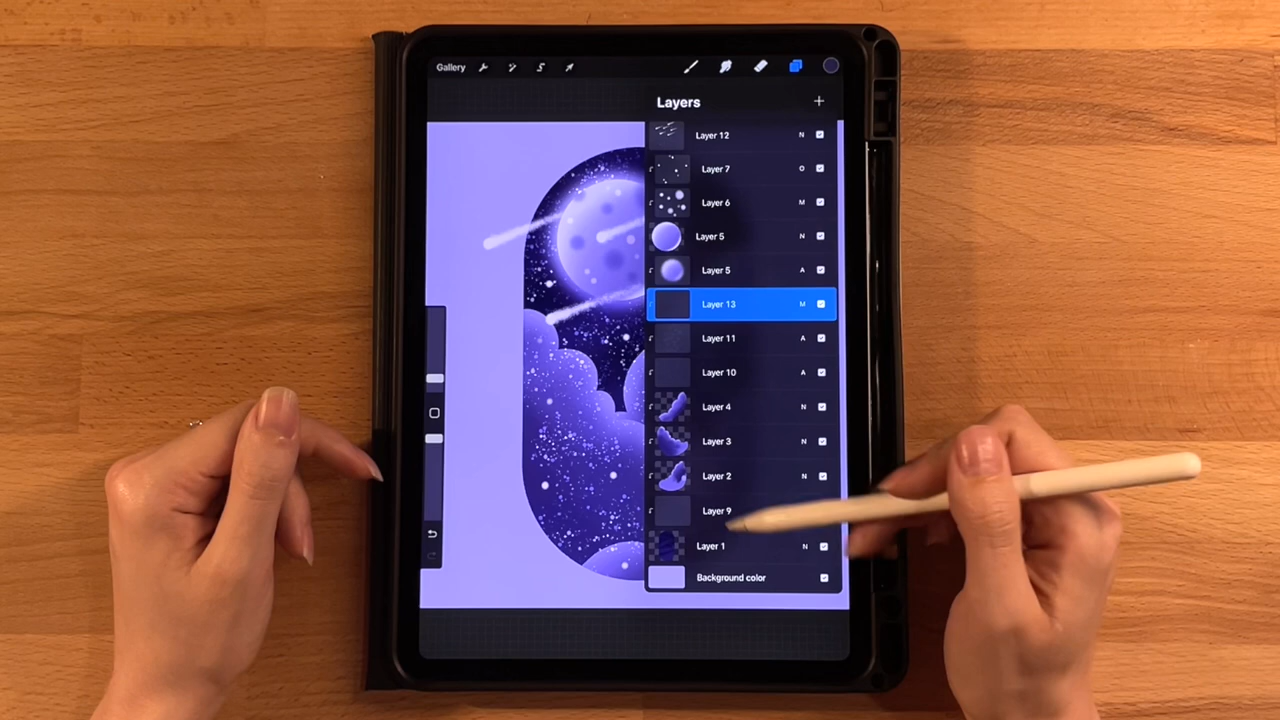 Gallery
Layers +
Layer 12 N
Layer 7 O
Layer 6 M
Layer 5 N
Layer 5 A
Layer 13 M
Layer 11 A
Layer 10 A
Layer 4 N
Layer 3 N
Layer 2 N
Layer 9
Layer 1 N
Background color